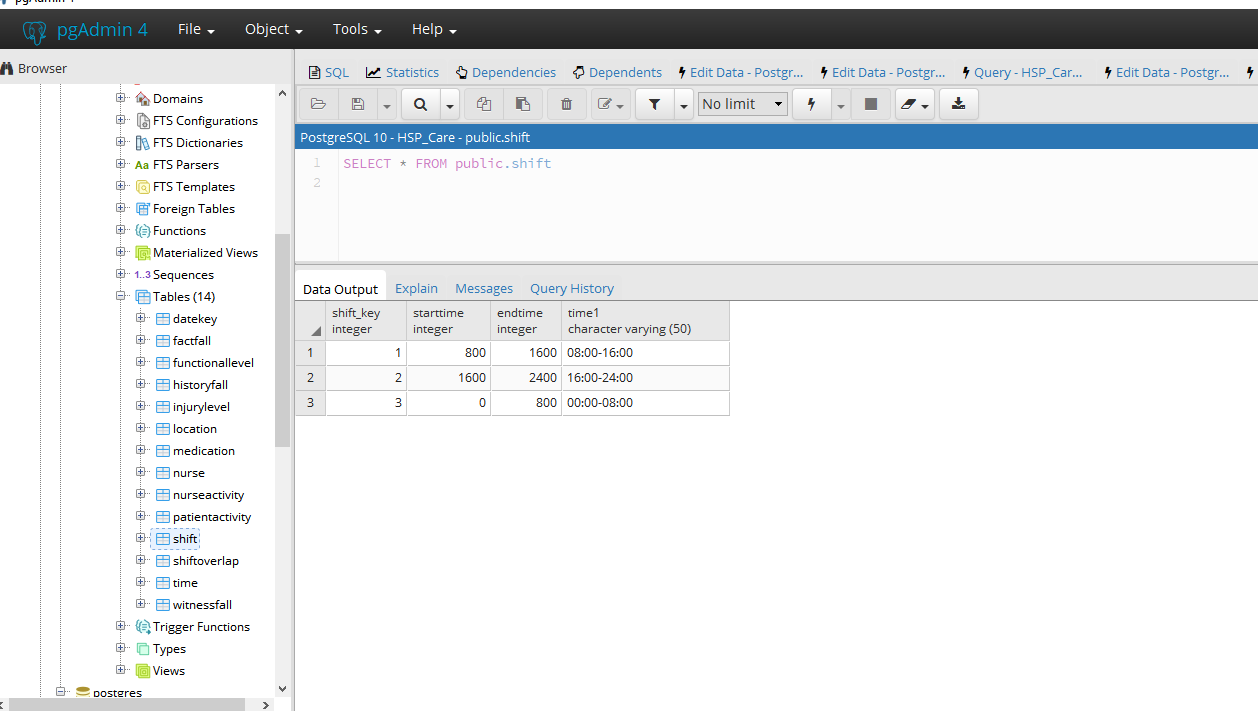 pgAdmin 4
pgAdmin 4 File Object Tools Help
Browser
SQL Statistics Dependencies Dependents Edit Data - Postgr... Edit Data - Postgr... Query - HSP_Car... Edit Data - Postgr...
No limit
PostgreSQL 10 - HSP_Care - public.shift
1 SELECT * FROM public.shift
2
Domains
FTS Configurations
FTS Dictionaries
Aa FTS Parsers
FTS Templates
Foreign Tables
Functions
Materialized Views
1..3 Sequences
Tables (14)
datekey
factfall
functionallevel
historyfall
injurylevel
location
medication
nurse
nurseactivity
patientactivity
shift
shiftoverlap
time
witnessfall
Trigger Functions
Types
Views
postgres
Data Output Explain Messages Query History
shift_key starttime endtime time1
integer integer integer character varying (50)
1 1 800 1600 08:00-16:00
2 2 1600 2400 16:00-24:00
3 3 0 800 00:00-08:00